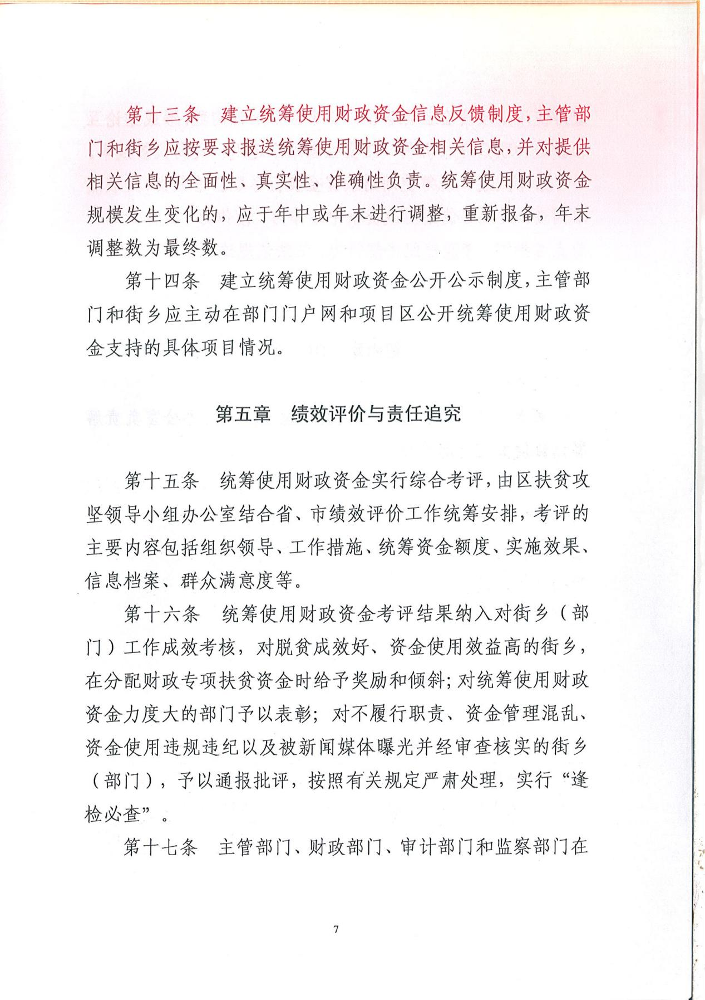 第十三条 建立统筹使用财政资金信息反馈制度，主管部
门和街乡应按要求报送统筹使用财政资金相关信息，并对提供
相关信息的全面性、真实性、准确性负责。统筹使用财政资金
规模发生变化的，应于年中或年末进行调整，重新报备，年末
调整数为最终数。
第十四条 建立统筹使用财政资金公开公示制度，主管部
门和街乡应主动在部门门户网和项目区公开统筹使用财政资
金支持的具体项目情况。
第五章 绩效评价与责任追究
第十五条 统筹使用财政资金实行综合考评，由区扶贫攻
坚领导小组办公室结合省、市绩效评价工作统筹安排，考评的
主要内容包括组织领导、工作措施、统筹资金额度、实施效果、
信息档案、群众满意度等。
第十六条 统筹使用财政资金考评结果纳入对街乡（部
门）工作成效考核，对脱贫成效好、资金使用效益高的街乡，
在分配财政专项扶贫资金时给予奖励和倾斜；对统筹使用财政
资金力度大的部门予以表彰；对不履行职责、资金管理混乱、
资金使用违规违纪以及被新闻媒体曝光并经审查核实的街乡
（部门），予以通报批评，按照有关规定严肃处理，实行“逢
检必查”。
第十七条 主管部门、财政部门、审计部门和监察部门在
7